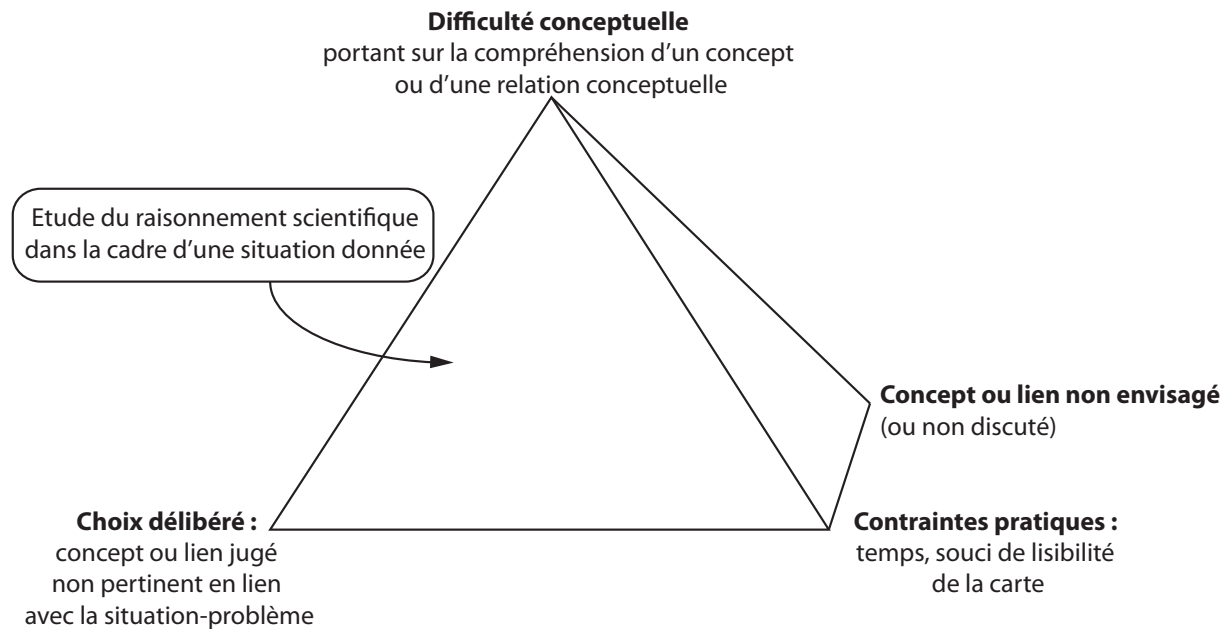 Difficulté conceptuelle
portant sur la compréhension d’un concept
ou d’une relation conceptuelle
Etude du raisonnement scientifique
dans la cadre d’une situation donnée
Concept ou lien non envisagé
(ou non discuté)
Choix délibéré :
concept ou lien jugé
non pertinent en lien
avec la situation-problème
Contraintes pratiques :
temps, souci de lisibilité
de la carte